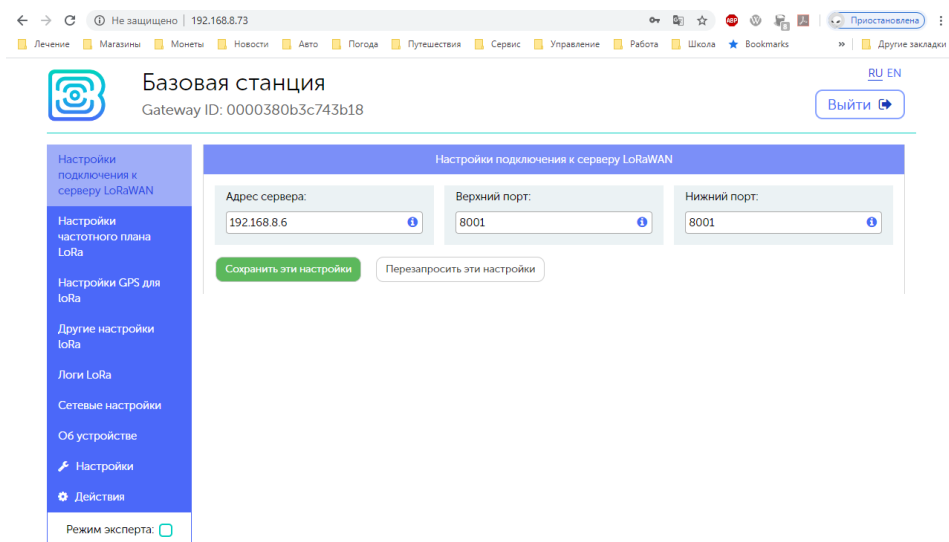 Не защищено | 192.168.8.73
ABP
Приостановлена
Лечение Магазины Монеты Новости Авто Погода Путешествия Сервис Управление Работа Школа Bookmarks » Другие закладки
Базовая станция
Gateway ID: 0000380b3c743b18
RU EN
Выйти
Настройки
подключения к
серверу LoRaWAN
Настройки
частотного плана
LoRa
Настройки GPS для
loRa
Другие настройки
loRa
Логи LoRa
Сетевые настройки
Об устройстве
Настройки
Действия
Режим эксперта:
Настройки подключения к серверу LoRaWAN
Адрес сервера: Верхний порт: Нижний порт:
192.168.8.6 8001 8001
Сохранить эти настройки Перезапросить эти настройки